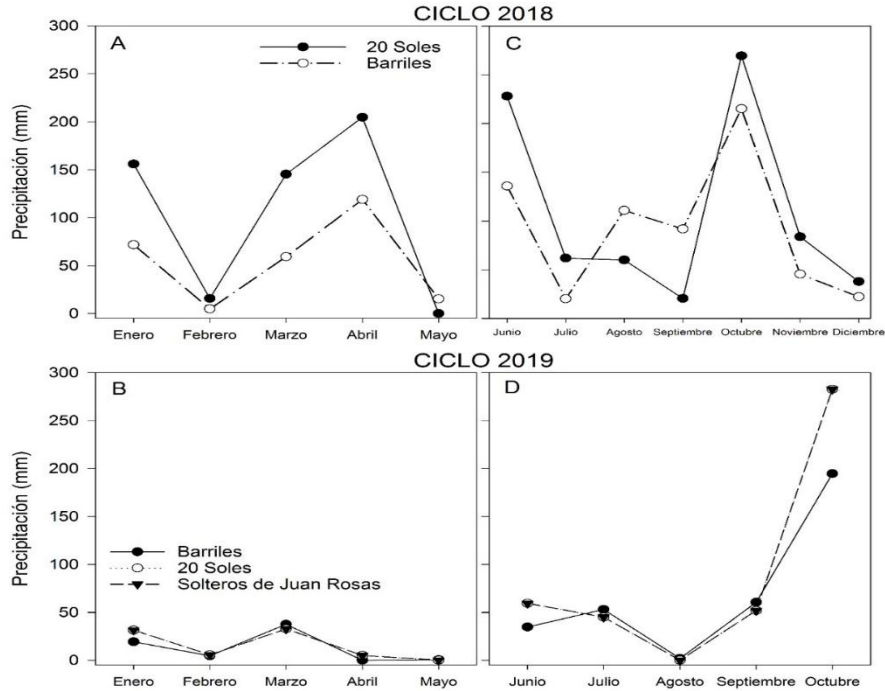 CICLO 2018
300
250
200
150
100
50
0
Precipitación (mm)
A
20 Soles
Barriles
Enero Febrero Marzo Abril Mayo
C
Junio Julio Agosto Septiembre Octubre Noviembre Diciembre
CICLO 2019
300
250
200
150
100
50
0
Precipitación (mm)
B
Barriles
20 Soles
Solteros de Juan Rosas
Enero Febrero Marzo Abril Mayo
D
Junio Julio Agosto Septiembre Octubre